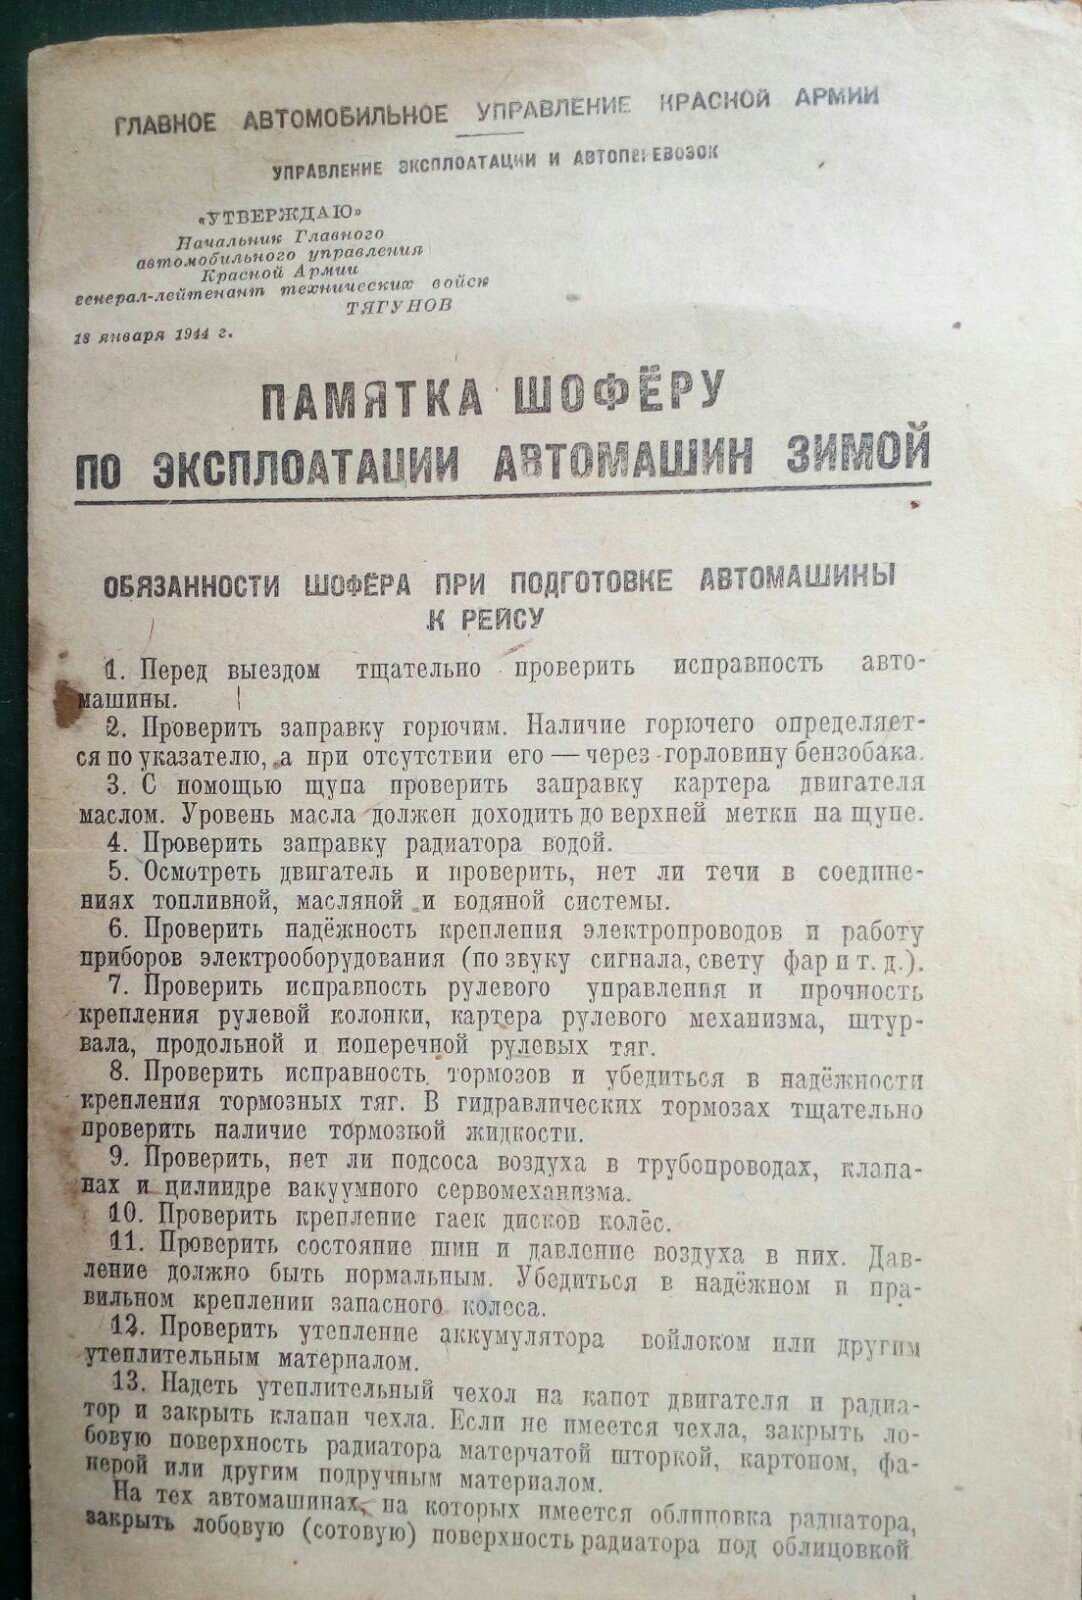 ГЛАВНОЕ АВТОМОБИЛЬНОЕ УПРАВЛЕНИЕ КРАСНОЙ АРМИИ
УПРАВЛЕНИЕ ЭКСПЛОАТАЦИИ И АВТОПЕРЕВОЗОК
«УТВЕРЖДАЮ»
Начальник Главного
автомобильного управления
Красной Армии
генерал-лейтенант технических войск
ТЯГУНОВ
18 января 1944 г.
ПАМЯТКА ШОФЁРУ
ПО ЭКСПЛОАТАЦИИ АВТОМАШИН ЗИМОЙ
ОБЯЗАННОСТИ ШОФЁРА ПРИ ПОДГОТОВКЕ АВТОМАШИНЫ
К РЕЙСУ
1. Перед выездом тщательно проверить исправность авто-
машины.
2. Проверить заправку горючим. Наличие горючего определяет-
ся по указателю, а при отсутствии его — через горловину бензобака.
3. С помощью щупа проверить заправку картера двигателя
маслом. Уровень масла должен доходить до верхней метки на щупе.
4. Проверить заправку радиатора водой.
5. Осмотреть двигатель и проверить, нет ли течи в соедине-
ниях топливной, масляной и водяной системы.
6. Проверить надёжность крепления электропроводов и работу
приборов электрооборудования (по звуку сигнала, свету фар и т. д.).
7. Проверить исправность рулевого управления и прочность
крепления рулевой колонки, картера рулевого механизма, штур-
вала, продольной и поперечной рулевых тяг.
8. Проверить исправность тормозов и убедиться в надёжности
крепления тормозных тяг. В гидравлических тормозах тщательно
проверить наличие тормозной жидкости.
9. Проверить, нет ли подсоса воздуха в трубопроводах, клапа-
нах и цилиндре вакуумного сервомеханизма.
10. Проверить крепление гаек дисков колёс.
11. Проверить состояние шин и давление воздуха в них. Дав-
ление должно быть нормальным. Убедиться в надёжном и пра-
вильном креплении запасного колеса.
12. Проверить утепление аккумулятора войлоком или другим
утеплительным материалом.
13. Надеть утеплительный чехол на капот двигателя и радиа-
тор и закрыть клапан чехла. Если не имеется чехла, закрыть ло-
бовую поверхность радиатора матерчатой шторкой, картоном, фа-
нерой или другим подручным материалом.
На тех автомашинах, на которых имеется облицовка радиатора,
закрыть лобовую (сотовую) поверхность радиатора под облицовкой